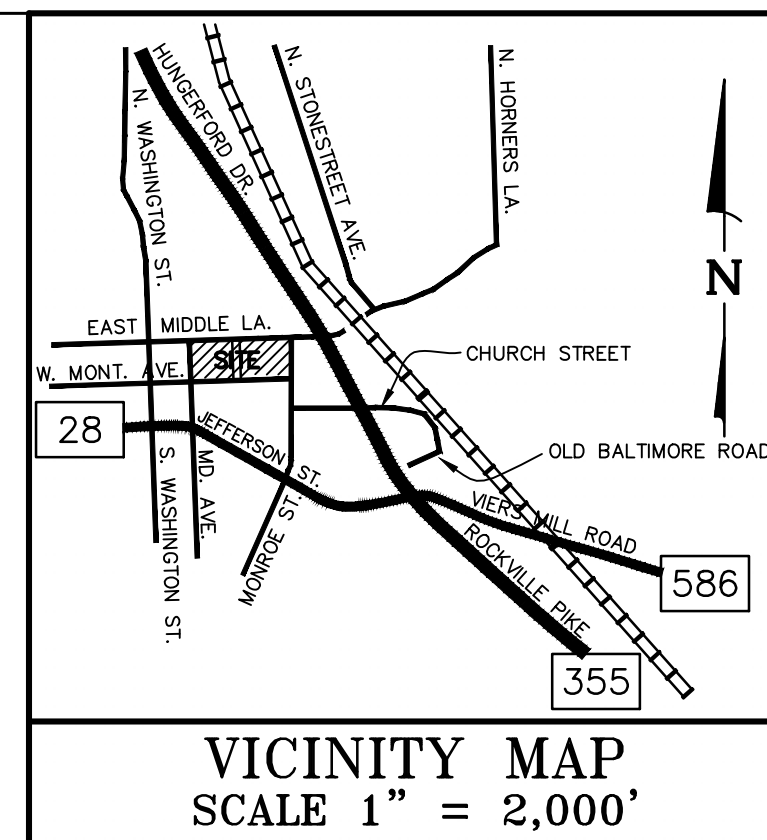 HUNGERFORD DR.
N. STONESTREET AVE.
N. HORNERS LA.
N. WASHINGTON ST.
N
EAST MIDDLE LA.
SITE
CHURCH STREET
W. MONT. AVE.
28
JEFFERSON ST.
OLD BALTIMORE ROAD
S. WASHINGTON ST.
MD. AVE.
MONROE ST.
VIERS MILL ROAD
ROCKVILLE PIKE
586
355
VICINITY MAP
SCALE 1" = 2,000'